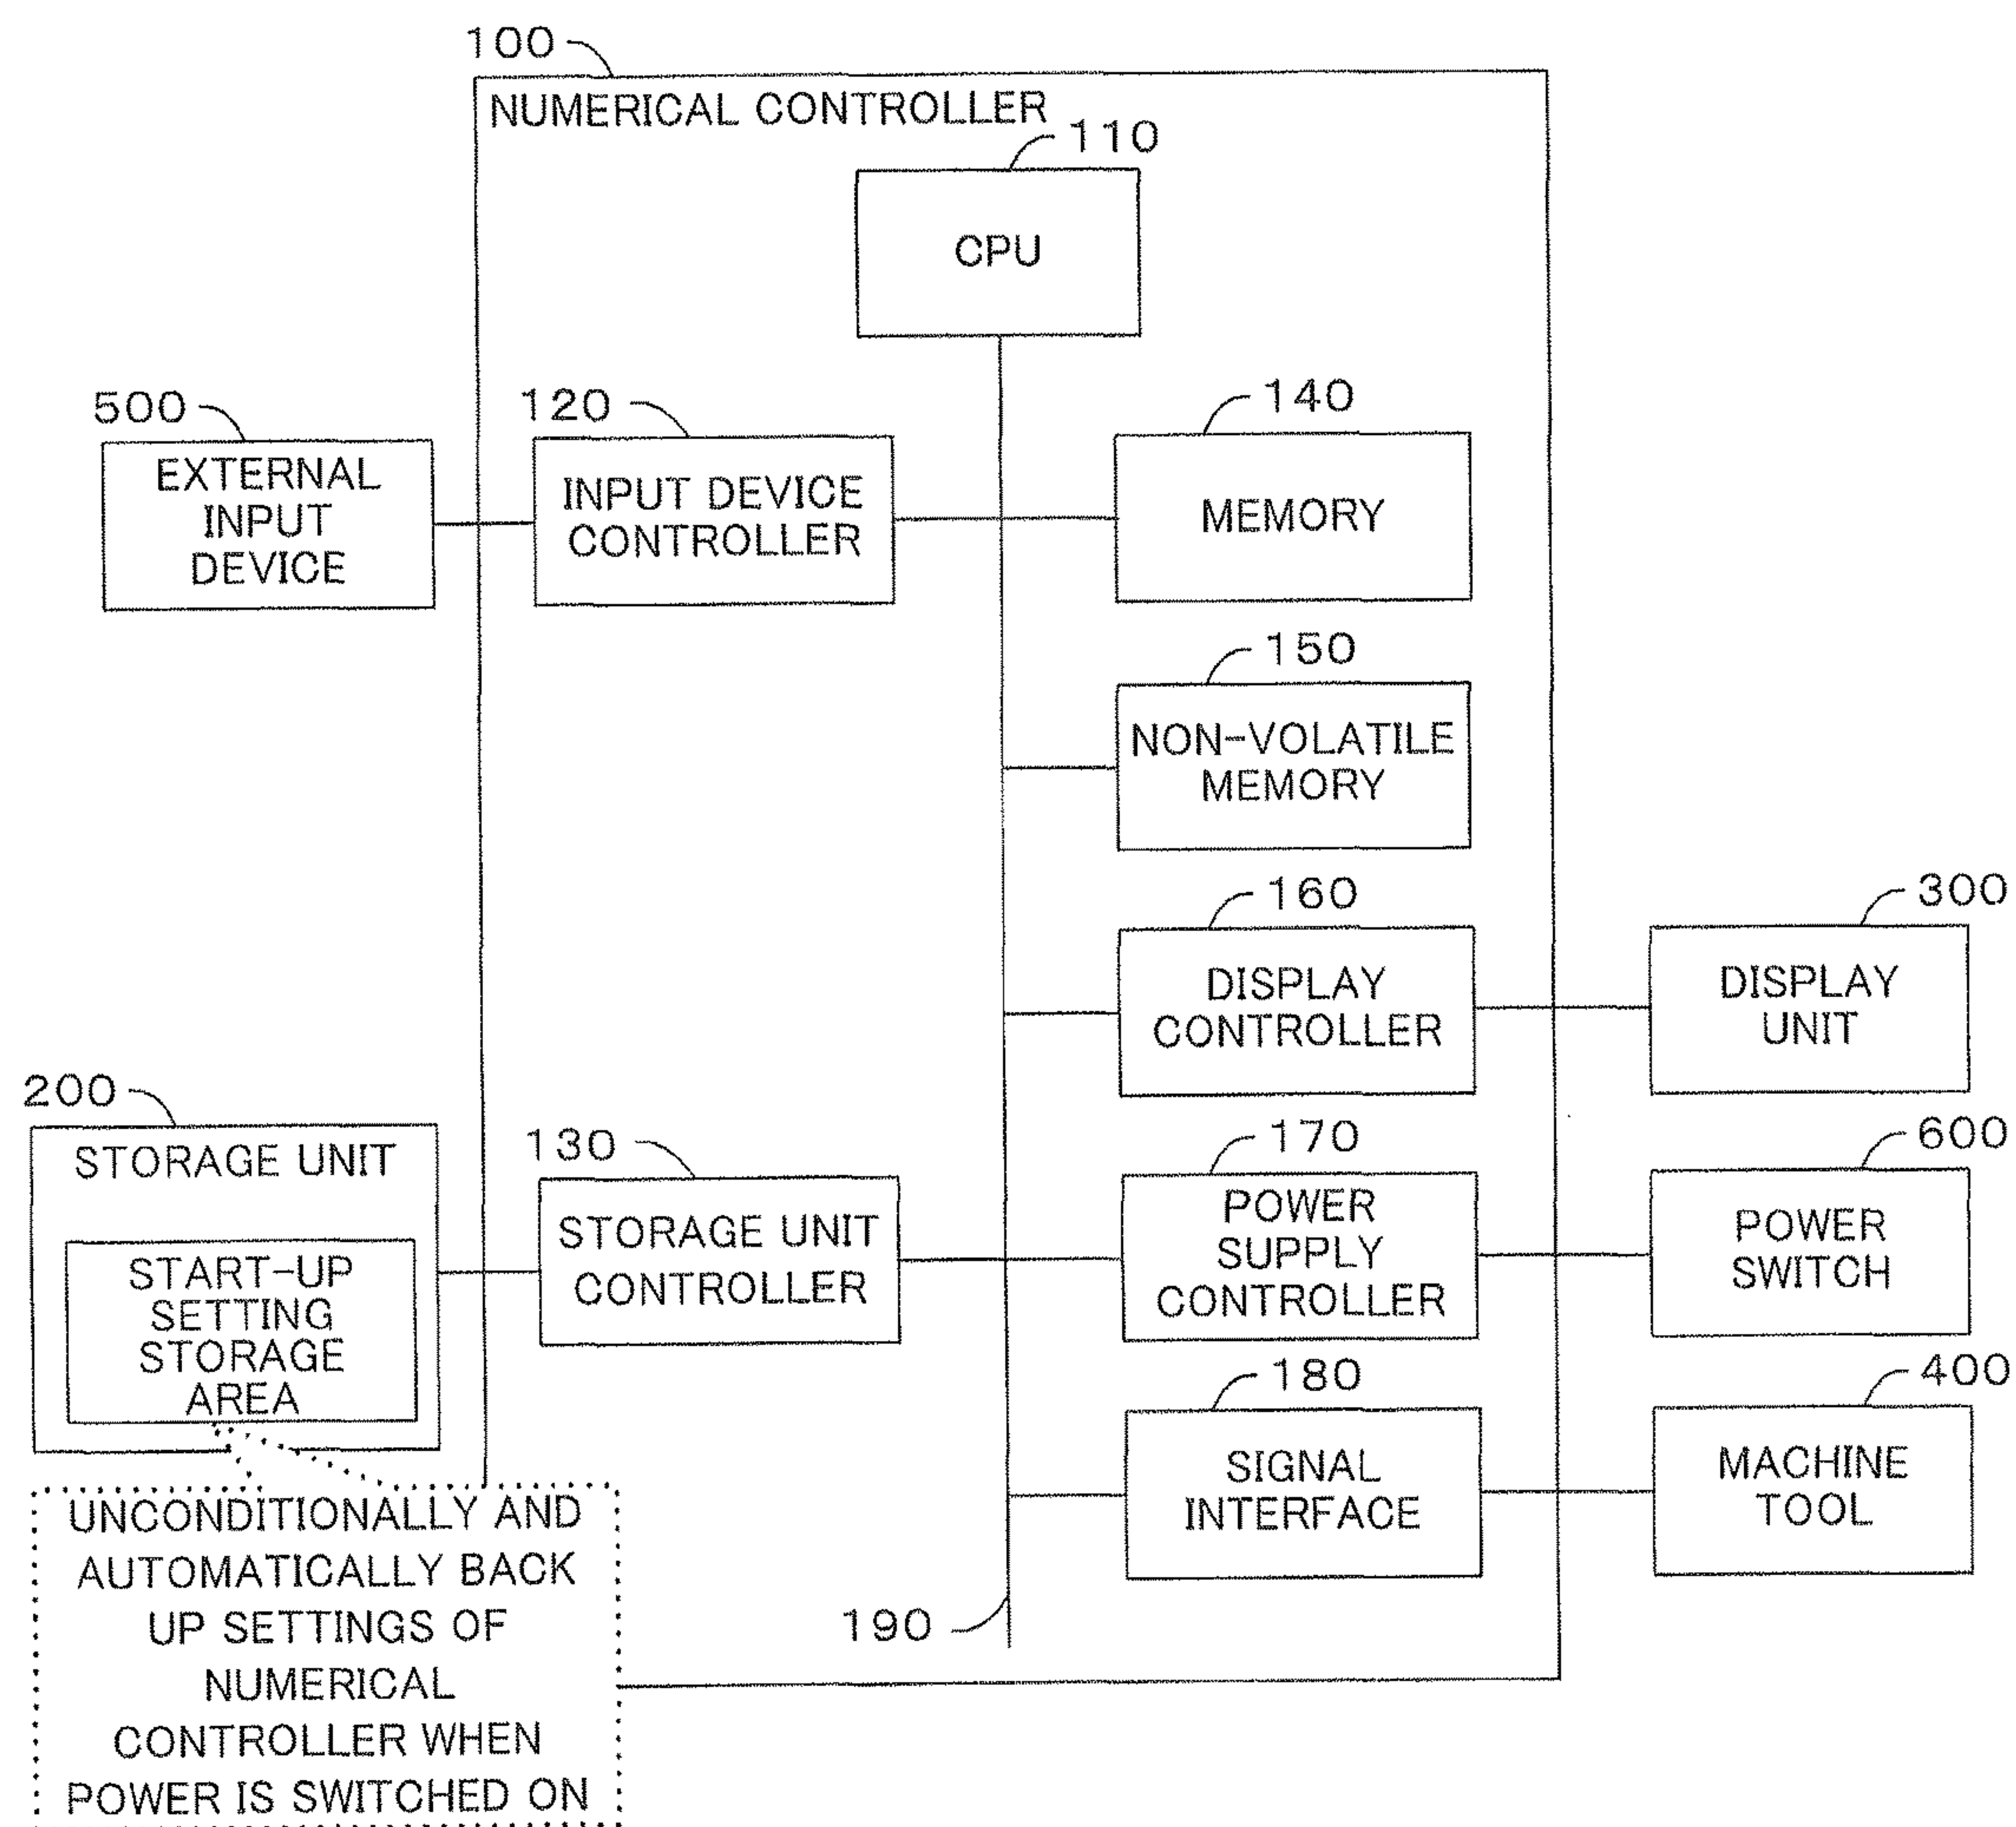 100
NUMERICAL CONTROLLER
110
CPU
500
EXTERNAL
INPUT
DEVICE
120
INPUT DEVICE
CONTROLLER
140
MEMORY
150
NON-VOLATILE
MEMORY
160
DISPLAY
CONTROLLER
300
DISPLAY
UNIT
200
STORAGE UNIT
START-UP
SETTING
STORAGE
AREA
130
STORAGE UNIT
CONTROLLER
170
POWER
SUPPLY
CONTROLLER
600
POWER
SWITCH
180
SIGNAL
INTERFACE
400
MACHINE
TOOL
190
UNCONDITIONALLY AND
AUTOMATICALLY BACK
UP SETTINGS OF
NUMERICAL
CONTROLLER WHEN
POWER IS SWITCHED ON